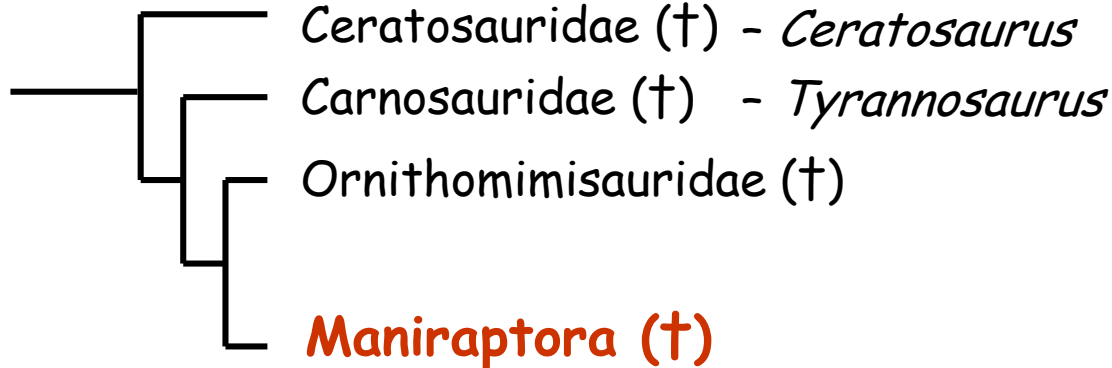 Ceratosauridae (†) – Ceratosaurus
Carnosauridae (†) – Tyrannosaurus
Ornithomimisauridae (†)
Maniraptora (†)